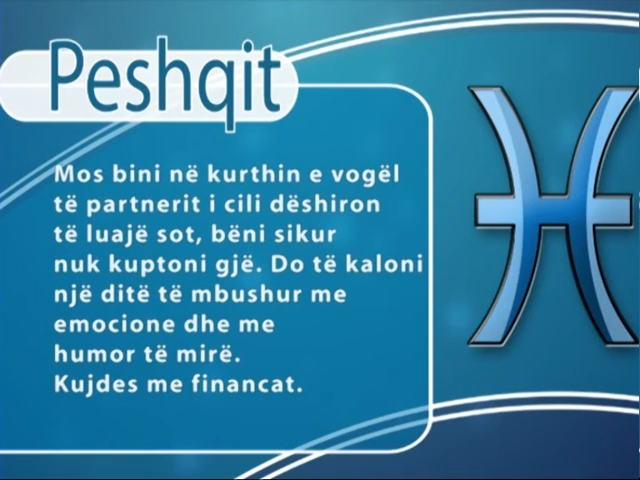 Peshqit
Mos bini në kurthin e vogël
të partnerit i cili dëshiron
të luajë sot, bëni sikur
nuk kuptoni gjë. Do të kaloni
një ditë të mbushur me
emocione dhe me
humor të mirë.
Kujdes me financat.